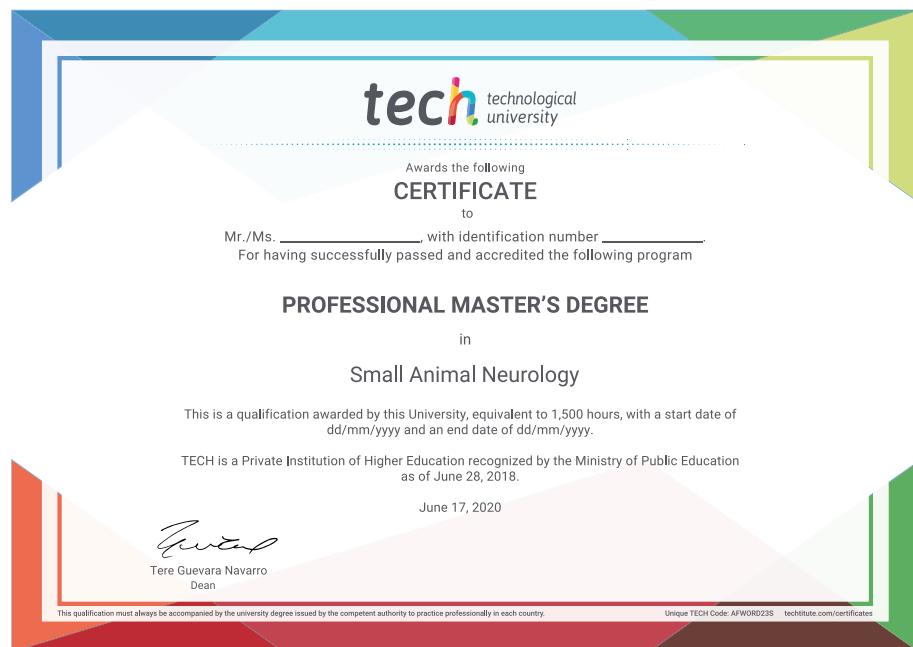 tech technological
university
Awards the following
CERTIFICATE
to
Mr./Ms. ____________________, with identification number ______________.
For having successfully passed and accredited the following program
PROFESSIONAL MASTER'S DEGREE
in
Small Animal Neurology
This is a qualification awarded by this University, equivalent to 1,500 hours, with a start date of
dd/mm/yyyy and an end date of dd/mm/yyyy.
TECH is a Private Institution of Higher Education recognized by the Ministry of Public Education
as of June 28, 2018.
June 17, 2020
Tere Guevara Navarro
Dean
This qualification must always be accompanied by the university degree issued by the competent authority to practice professionally in each country. Unique TECH Code: AFWORD23S techtitute.com/certificates